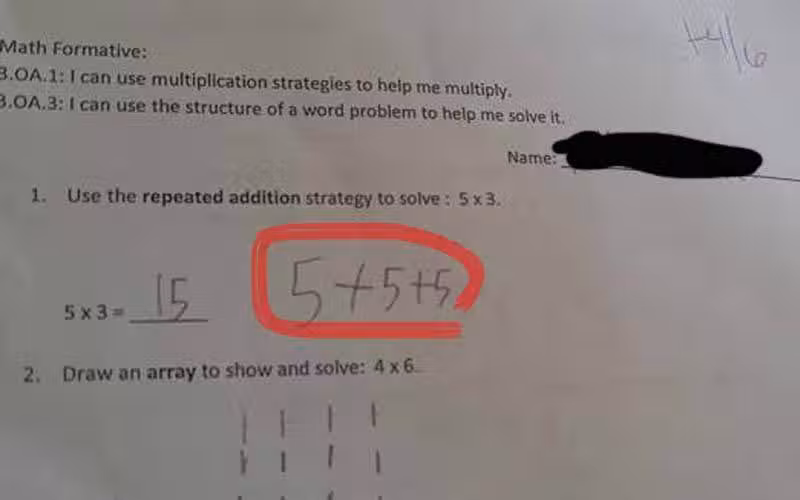 +4/6
Math Formative:
3.OA.1: I can use multiplication strategies to help me multiply.
3.OA.3: I can use the structure of a word problem to help me solve it.
Name:
1. Use the repeated addition strategy to solve : 5 x 3.
5 x 3 = 15 5+5+5
2. Draw an array to show and solve: 4 x 6.